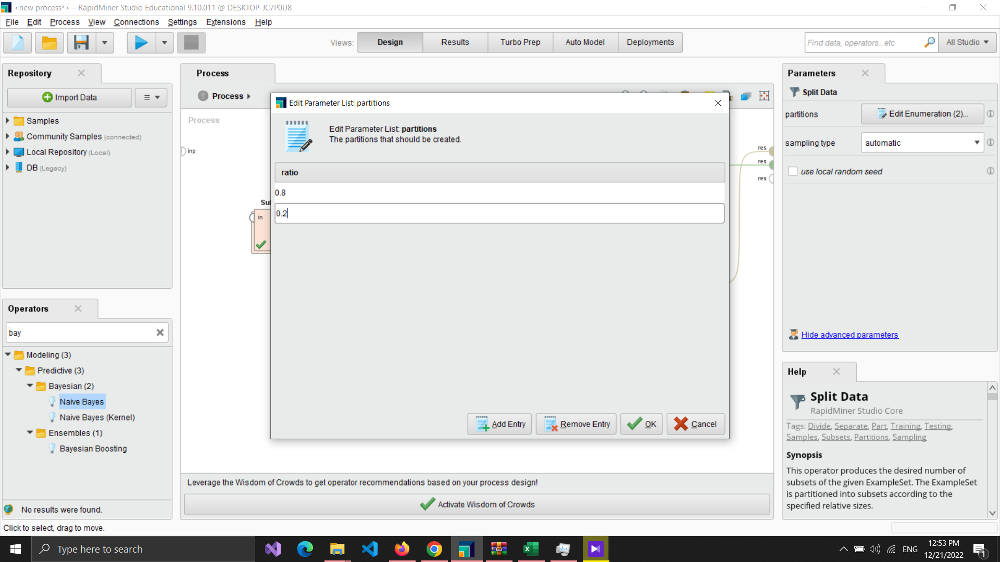 <new process*> – RapidMiner Studio Educational 9.10.011 @ DESKTOP-JC7P0U8
File Edit Process View Connections Settings Extensions Help
Views: Design Results Turbo Prep Auto Model Deployments
Find data, operators...etc All Studio
Repository
Import Data
Samples
Community Samples (connected)
Local Repository (Local)
DB (Legacy)
Operators
bay
Modeling (3)
Predictive (3)
Bayesian (2)
Naive Bayes
Naive Bayes (Kernel)
Ensembles (1)
Bayesian Boosting
No results were found.
Process
Process
Process
inp
in
res
res
res
Edit Parameter List: partitions
Edit Parameter List: partitions
The partitions that should be created.
ratio
0.8
0.2
Add Entry Remove Entry OK Cancel
Leverage the Wisdom of Crowds to get operator recommendations based on your process design!
Activate Wisdom of Crowds
Parameters
Split Data
partitions Edit Enumeration (2)...
sampling type automatic
use local random seed
Hide advanced parameters
Help
Split Data
RapidMiner Studio Core
Tags: Divide, Separate, Part, Training, Testing,
Samples, Subsets, Partitions, Sampling
Synopsis
This operator produces the desired number of
subsets of the given ExampleSet. The ExampleSet
is partitioned into subsets according to the
specified relative sizes.
Click to select, drag to move.
Type here to search
ENG
12:53 PM
12/21/2022
1